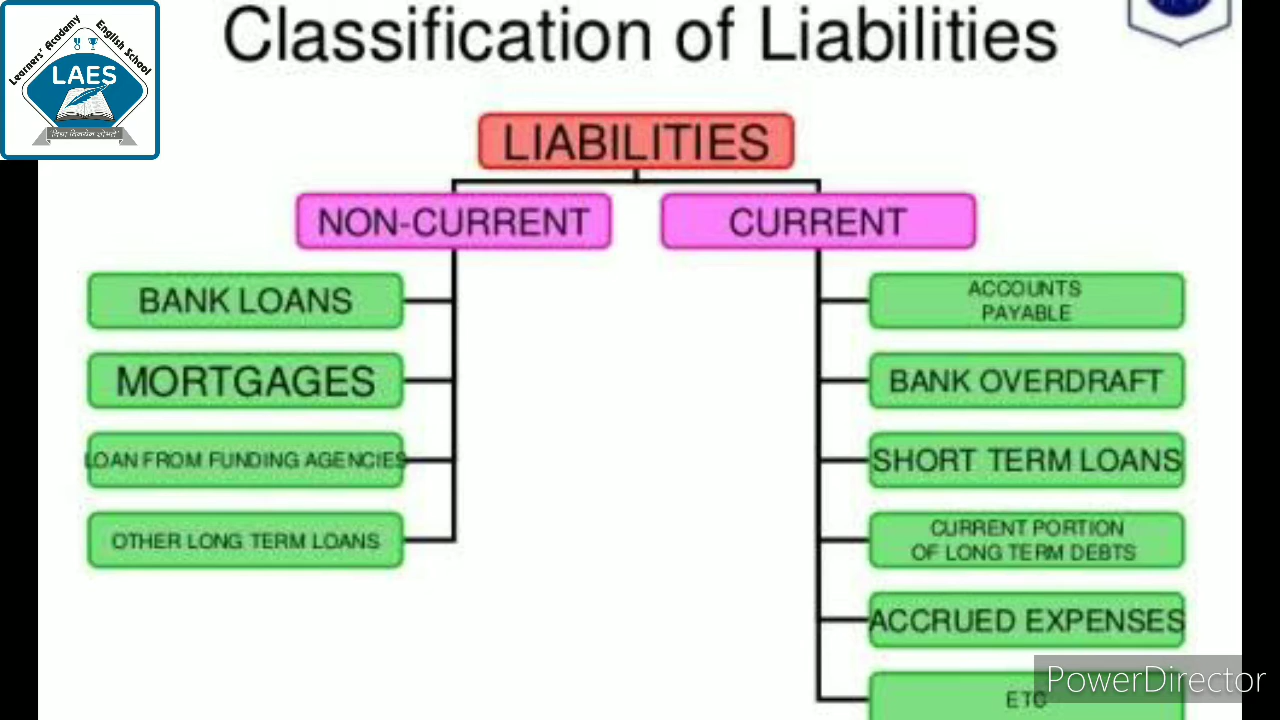 Learners' Academy English School
LAES
Classification of Liabilities
LIABILITIES
NON-CURRENT
CURRENT
BANK LOANS
MORTGAGES
LOAN FROM FUNDING AGENCIES
OTHER LONG TERM LOANS
ACCOUNTS
PAYABLE
BANK OVERDRAFT
SHORT TERM LOANS
CURRENT PORTION
OF LONG TERM DEBTS
ACCRUED EXPENSES
ETC
PowerDirector